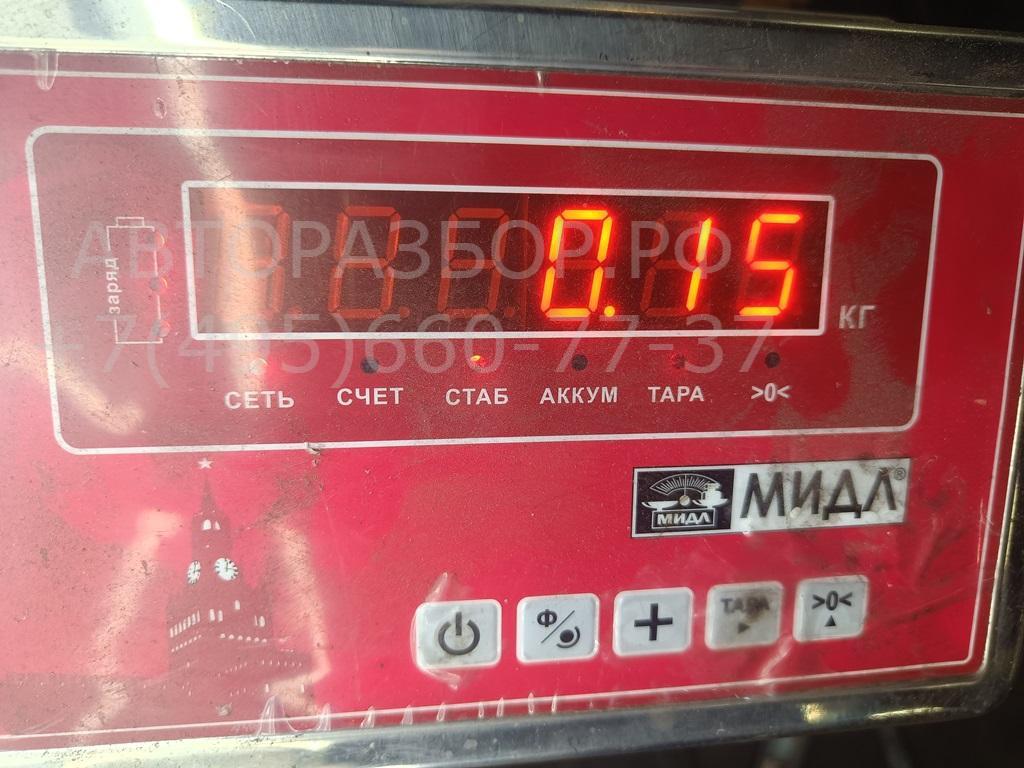 0.15
КГ
заряд
АВТОРАЗБОР.РФ
+7(495)660-77-37
СЕТЬ СЧЕТ СТАБ АККУМ ТАРА >0<
МИДЛ МИДЛ®
Ф ТАРА >0<